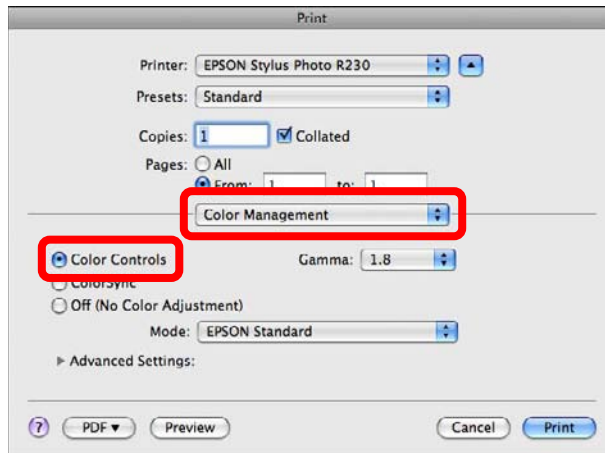 Print
Printer: EPSON Stylus Photo R230
Presets: Standard
Copies: 1 Collated
Pages: All
From: 1 to: 1
Color Management
Color Controls Gamma: 1.8
ColorSync
Off (No Color Adjustment)
Mode: EPSON Standard
Advanced Settings:
? PDF Preview Cancel Print